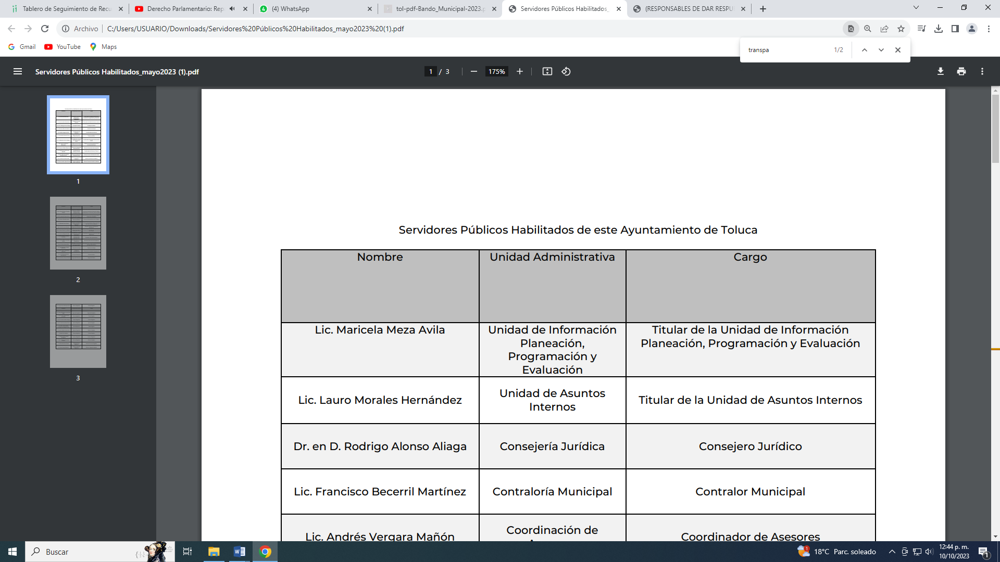 Tablero de Seguimiento de Recu
Derecho Parlamentario: Rep
(4) WhatsApp
tol-pdf-Bando_Municipal-2023.p
Servidores Públicos Habilitados_
(RESPONSABLES DE DAR RESPU
Archivo
C:/Users/USUARIO/Downloads/Servidores%20Públicos%20Habilitados_mayo2023%20(1).pdf
Gmail
YouTube
Maps
transpa
1/2
Servidores Públicos Habilitados_mayo2023 (1).pdf
1 / 3
175%
1
2
3
Servidores Públicos Habilitados de este Ayuntamiento de Toluca
Nombre
Unidad Administrativa
Cargo
Lic. Maricela Meza Avila
Unidad de Información
Planeación,
Programación y
Evaluación
Titular de la Unidad de Información
Planeación, Programación y Evaluación
Lic. Lauro Morales Hernández
Unidad de Asuntos
Internos
Titular de la Unidad de Asuntos Internos
Dr. en D. Rodrigo Alonso Aliaga
Consejería Jurídica
Consejero Jurídico
Lic. Francisco Becerril Martínez
Contraloría Municipal
Contralor Municipal
Lic. Andrés Vergara Mañón
Coordinación de
Coordinador de Asesores
Buscar
1
18°C Parc. soleado
12:44 p. m.
10/10/2023
1